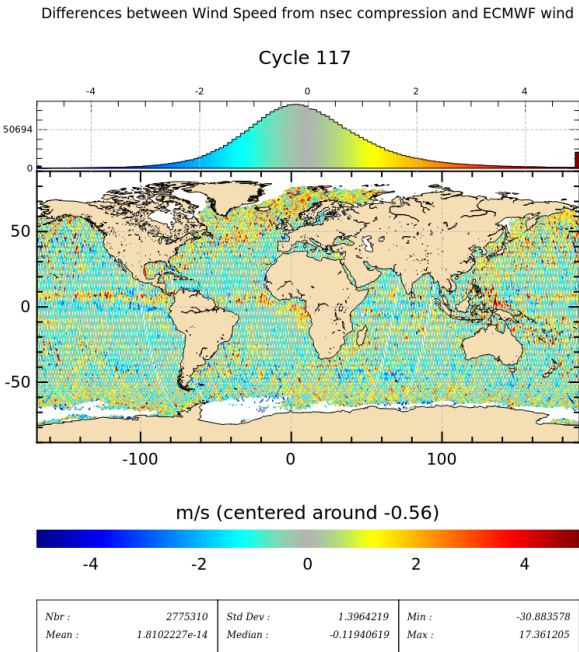 Differences between Wind Speed from nsec compression and ECMWF wind
Cycle 117
-4 -2 0 2 4
50694
0
50
0
-50
-100 0 100
m/s (centered around -0.56)
-4 -2 0 2 4
Nbr : 2775310 Std Dev : 1.3964219 Min : -30.883578
Mean : 1.8102227e-14 Median : -0.11940619 Max : 17.361205